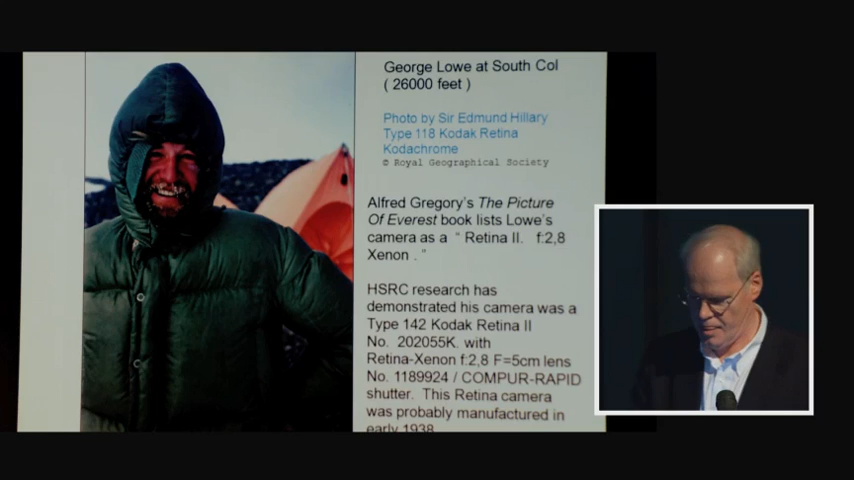 George Lowe at South Col
( 26000 feet )
Photo by Sir Edmund Hillary
Type 118 Kodak Retina
Kodachrome
© Royal Geographical Society
Alfred Gregory's The Picture
Of Everest book lists Lowe's
camera as a “ Retina II. f:2,8
Xenon . ”
HSRC research has
demonstrated his camera was a
Type 142 Kodak Retina II
No. 202055K. with
Retina-Xenon f:2,8 F=5cm lens
No. 1189924 / COMPUR-RAPID
shutter. This Retina camera
was probably manufactured in
early 1938